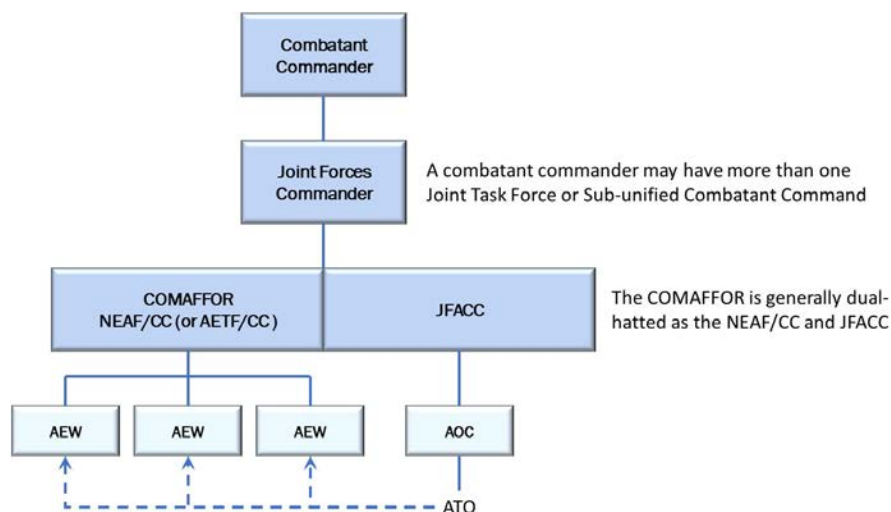 Combatant
Commander
Joint Forces
Commander
A combatant commander may have more than one
Joint Task Force or Sub-unified Combatant Command
COMAFFOR
NEAF/CC (or AETF/CC )
JFACC
The COMAFFOR is generally dual-
hatted as the NEAF/CC and JFACC
AEW
AEW
AEW
AOC
ATO